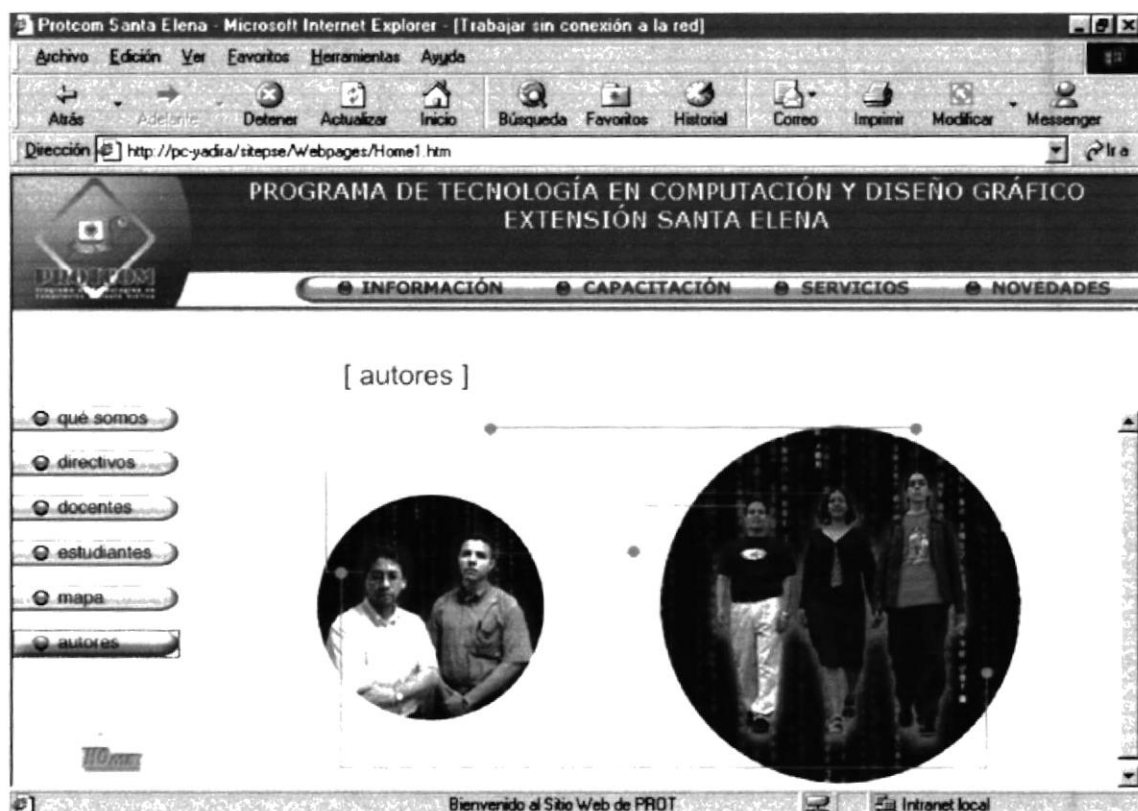 Protcom Santa Elena - Microsoft Internet Explorer - [Trabajar sin conexión a la red]
Archivo Edición Ver Favoritos Herramientas Ayuda
Atrás Adelante Detener Actualizar Inicio Búsqueda Favoritos Historial Correo Imprimir Modificar Messenger
Dirección http://pc-yadira/sitepse/Webpages/Home1.htm Ir a
PROGRAMA DE TECNOLOGÍA EN COMPUTACIÓN Y DISEÑO GRÁFICO
EXTENSIÓN SANTA ELENA
PROTCOM
INFORMACIÓN CAPACITACIÓN SERVICIOS NOVEDADES
[ autores ]
qué somos
directivos
docentes
estudiantes
mapa
autores
Bienvenido al Sitio Web de PROT Intranet local